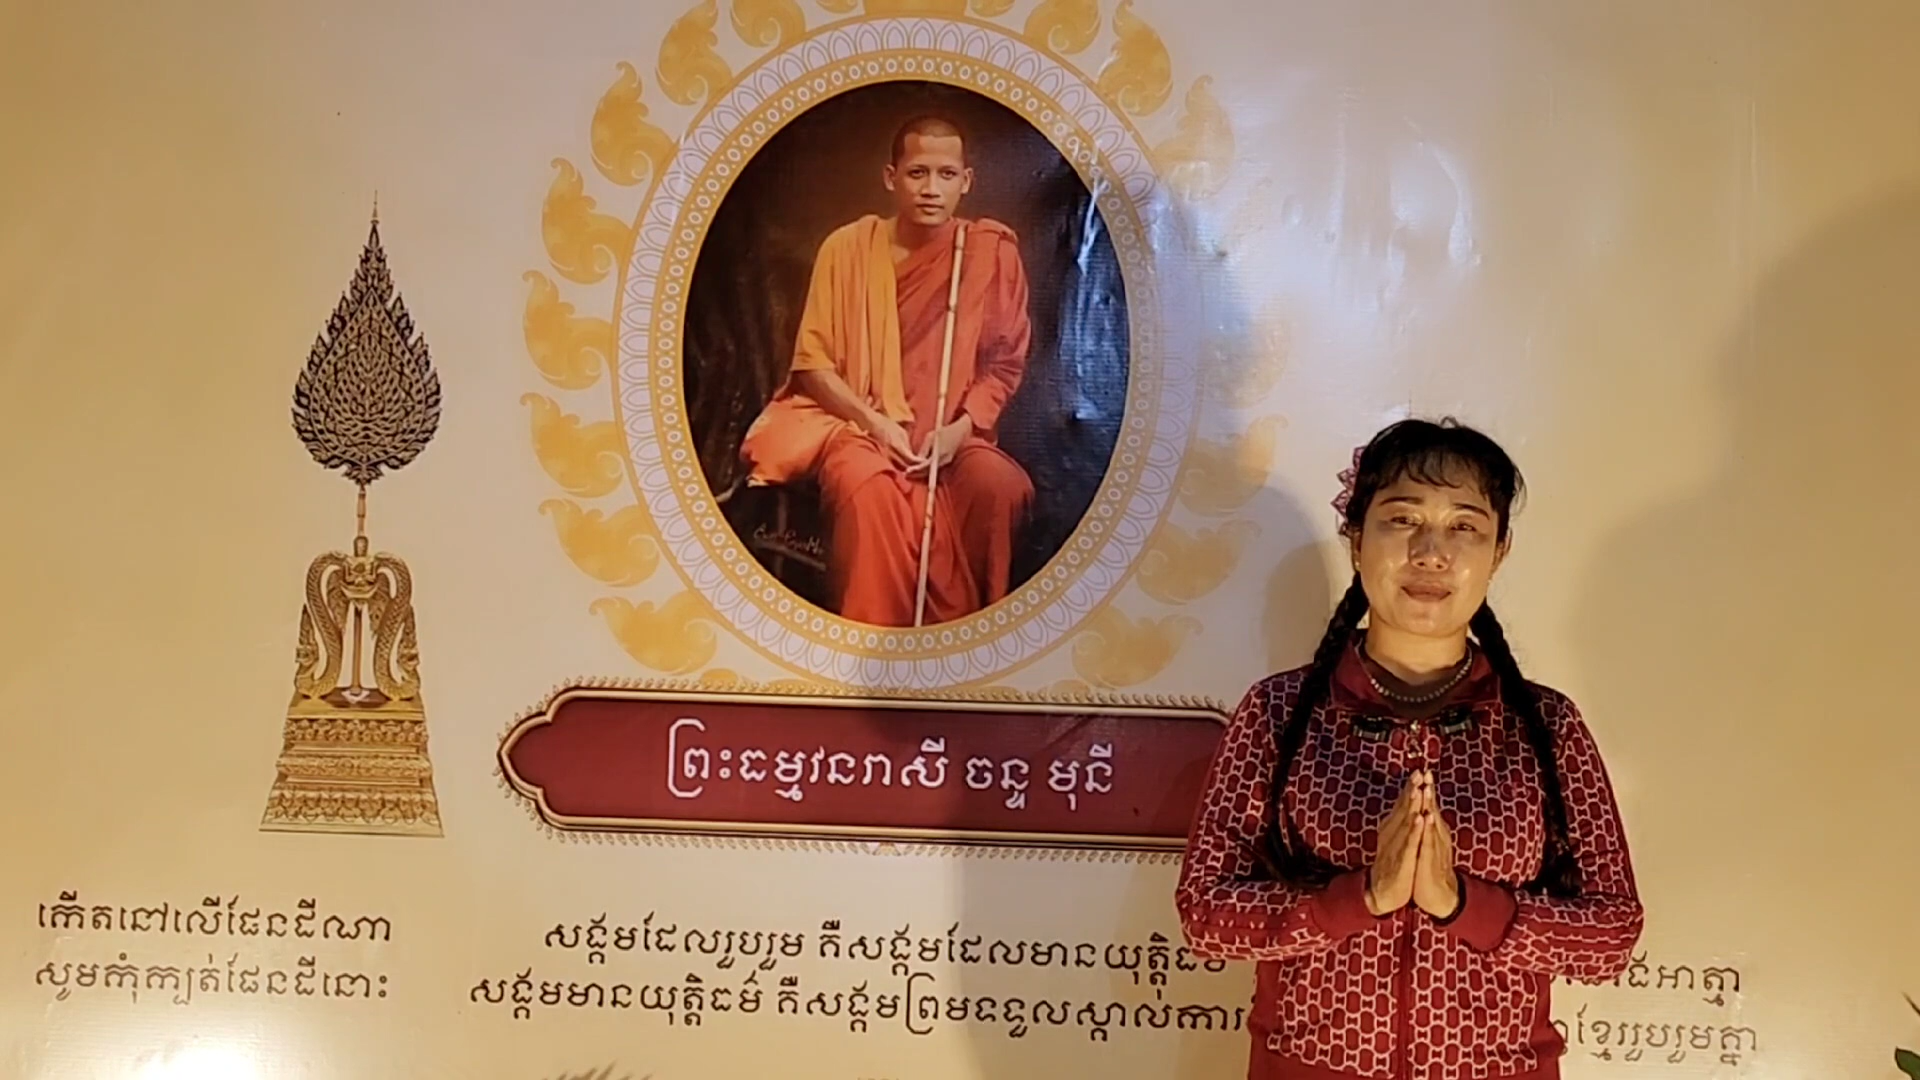 ព្រះធម្មវនរាសី ចន្ទ មុនី
កើតនៅលើផែនដីណា
សូមកុំក្បត់ផែនដីនោះ
សង្គមដែលរួបរួម គឺសង្គមដែលមានយុត្តិធម៌
សង្គមមានយុត្តិធម៌ គឺសង្គមព្រមទទួលស្គាល់ការ
អាត្មា
ខ្មែររួបរួមគ្នា